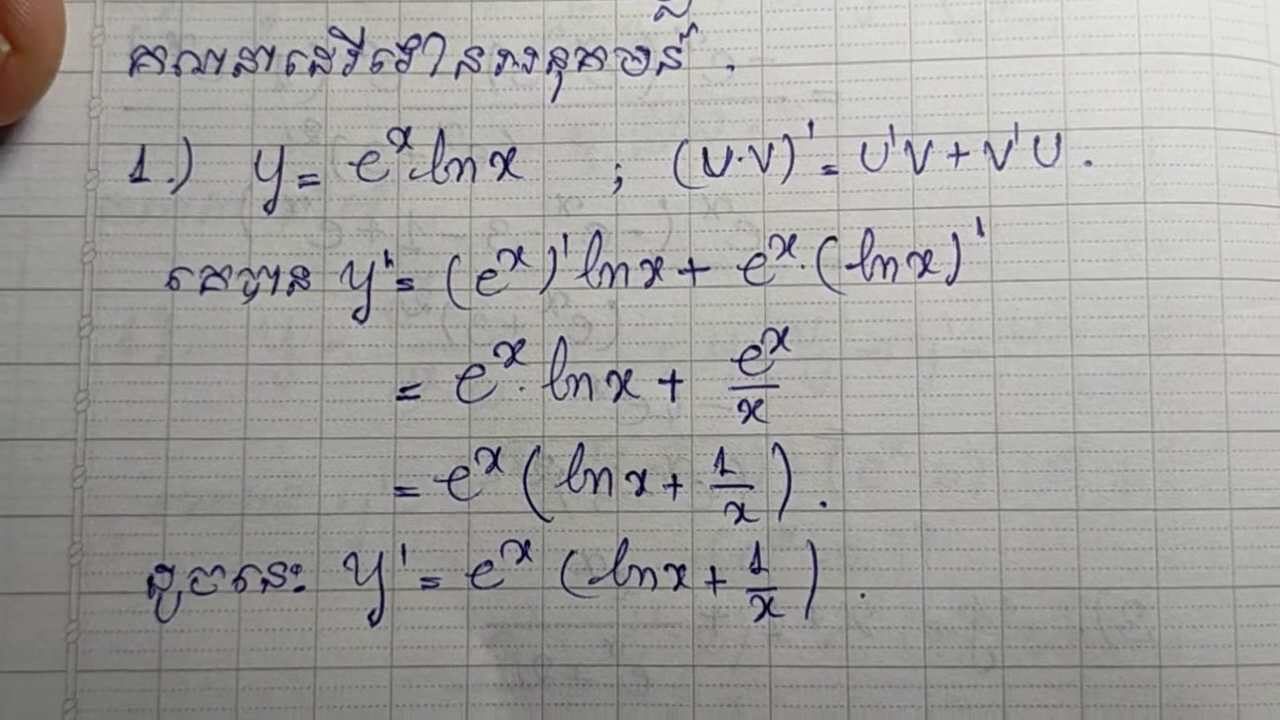 គណនាដេរីវេនៃអនុគមន៍.
1.) y = eˣ·lnx ; (U·V)' = U'V + V'U.
គេបាន y' = (eˣ)'lnx + eˣ·(lnx)'
= eˣ·lnx + eˣ/x
= eˣ(lnx + 1/x).
ដូចនេះ y' = eˣ(lnx + 1/x).